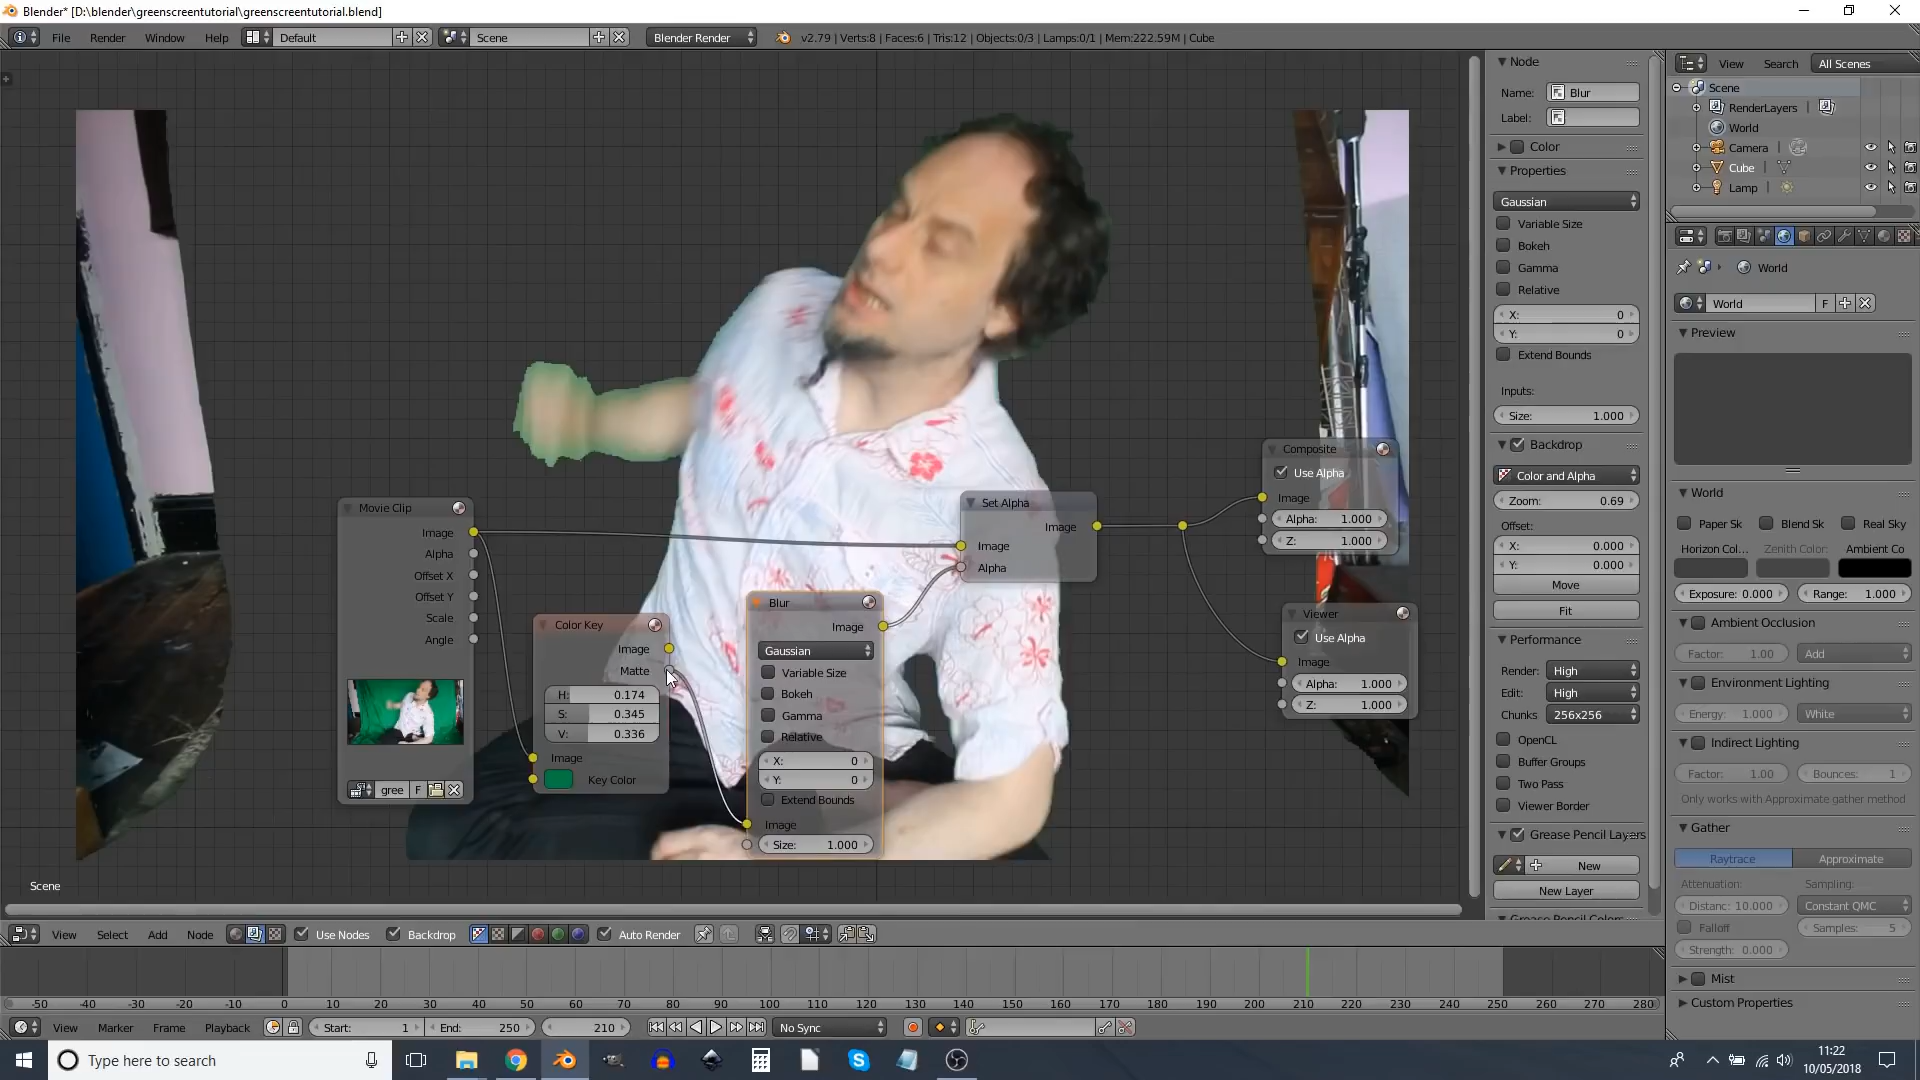 Blender* [D:\blender\greenscreentutorial\greenscreentutorial.blend]
File Render Window Help Default Scene Blender Render v2.79 | Verts:8 | Faces:6 | Tris:12 | Objects:0/3 | Lamps:0/1 | Mem:222.59M | Cube
Node
Name: Blur
Label:
Color
Properties
Gaussian
Variable Size
Bokeh
Gamma
Relative
X: 0
Y: 0
Extend Bounds
Inputs:
Size: 1.000
Backdrop
Color and Alpha
Zoom: 0.69
Offset:
X: 0.000
Y: 0.000
Move
Fit
Performance
Render: High
Edit: High
Chunks 256x256
OpenCL
Buffer Groups
Two Pass
Viewer Border
Grease Pencil Layers
New
New Layer
Grease Pencil Colors
View Search All Scenes
Scene
RenderLayers |
World
Camera
Cube
Lamp
World
World F
Preview
World
Paper Sk Blend Sk Real Sky
Horizon Col... Zenith Color: Ambient Co
Exposure: 0.000 Range: 1.000
Ambient Occlusion
Factor: 1.00 Add
Environment Lighting
Energy: 1.000 White
Indirect Lighting
Factor: 1.00 Bounces: 1
Only works with Approximate gather method
Gather
Raytrace Approximate
Attenuation: Sampling:
Distanc: 10.000 Constant QMC
Falloff Samples: 5
Strength: 0.000
Mist
Custom Properties
Movie Clip
Image
Alpha
Offset X
Offset Y
Scale
Angle
gree F
Color Key
Image
Matte
H: 0.174
S: 0.345
V: 0.336
Image
Key Color
Blur
Image
Gaussian
Variable Size
Bokeh
Gamma
Relative
X: 0
Y: 0
Extend Bounds
Image
Size: 1.000
Set Alpha
Image
Image
Alpha
Composite
Use Alpha
Image
Alpha: 1.000
Z: 1.000
Viewer
Use Alpha
Image
Alpha: 1.000
Z: 1.000
Scene
View Select Add Node Use Nodes Backdrop Auto Render
-50 -40 -30 -20 -10 0 10 20 30 40 50 60 70 80 90 100 110 120 130 140 150 160 170 180 190 200 210 220 230 240 250 260 270 280
View Marker Frame Playback Start: 1 End: 250 210 No Sync
Type here to search
11:22
10/05/2018